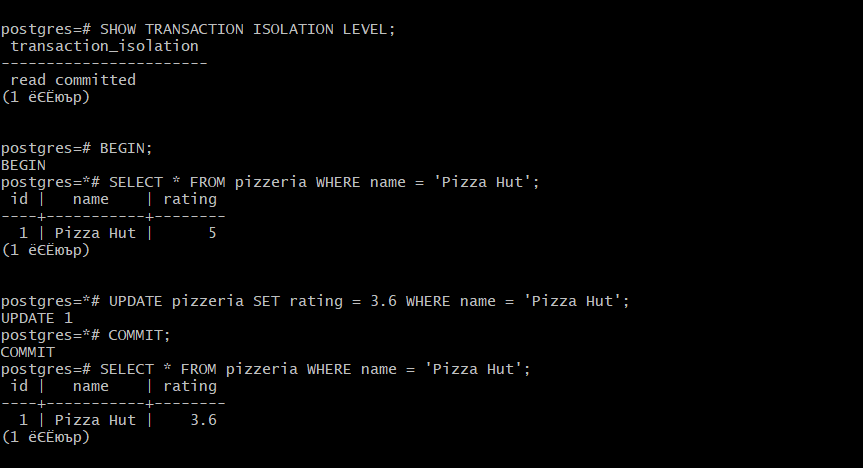 postgres=# SHOW TRANSACTION ISOLATION LEVEL;
 transaction_isolation
-----------------------
 read committed
(1 ёЄЁюър)
postgres=# BEGIN;
BEGIN
postgres=*# SELECT * FROM pizzeria WHERE name = 'Pizza Hut';
 id |   name    | rating
----+-----------+--------
  1 | Pizza Hut |      5
(1 ёЄЁюър)
postgres=*# UPDATE pizzeria SET rating = 3.6 WHERE name = 'Pizza Hut';
UPDATE 1
postgres=*# COMMIT;
COMMIT
postgres=# SELECT * FROM pizzeria WHERE name = 'Pizza Hut';
 id |   name    | rating
----+-----------+--------
  1 | Pizza Hut |    3.6
(1 ёЄЁюър)